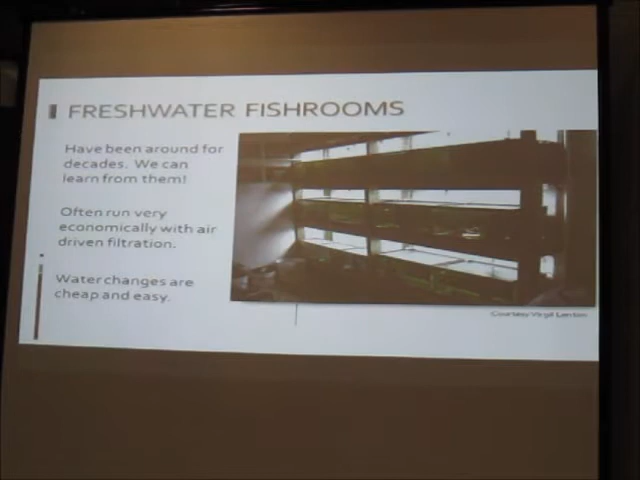 FRESHWATER FISHROOMS
Have been around for
decades. We can
learn from them!
Often run very
economically with air
driven filtration.
Water changes are
cheap and easy.
Courtesy Virgil